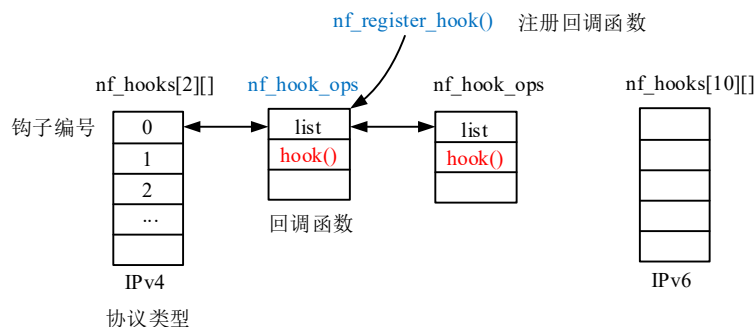 nf_register_hook() 注册回调函数
nf_hooks[2][] nf_hook_ops nf_hook_ops nf_hooks[10][]
钩子编号 0 list list
1 hook() hook()
2
...
回调函数
IPv4 IPv6
协议类型